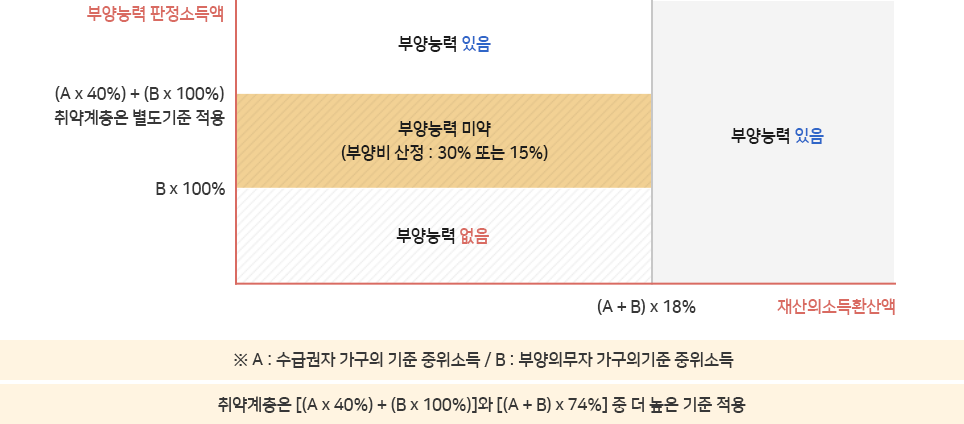 부양능력 판정소득액
부양능력 있음
(A x 40%) + (B x 100%)
취약계층은 별도기준 적용
부양능력 미약
(부양비 산정 : 30% 또는 15%)
부양능력 있음
B x 100%
부양능력 없음
(A + B) x 18%
재산의소득환산액
※ A : 수급권자 가구의 기준 중위소득 / B : 부양의무자 가구의기준 중위소득
취약계층은 [(A x 40%) + (B x 100%)]와 [(A + B) x 74%] 중 더 높은 기준 적용